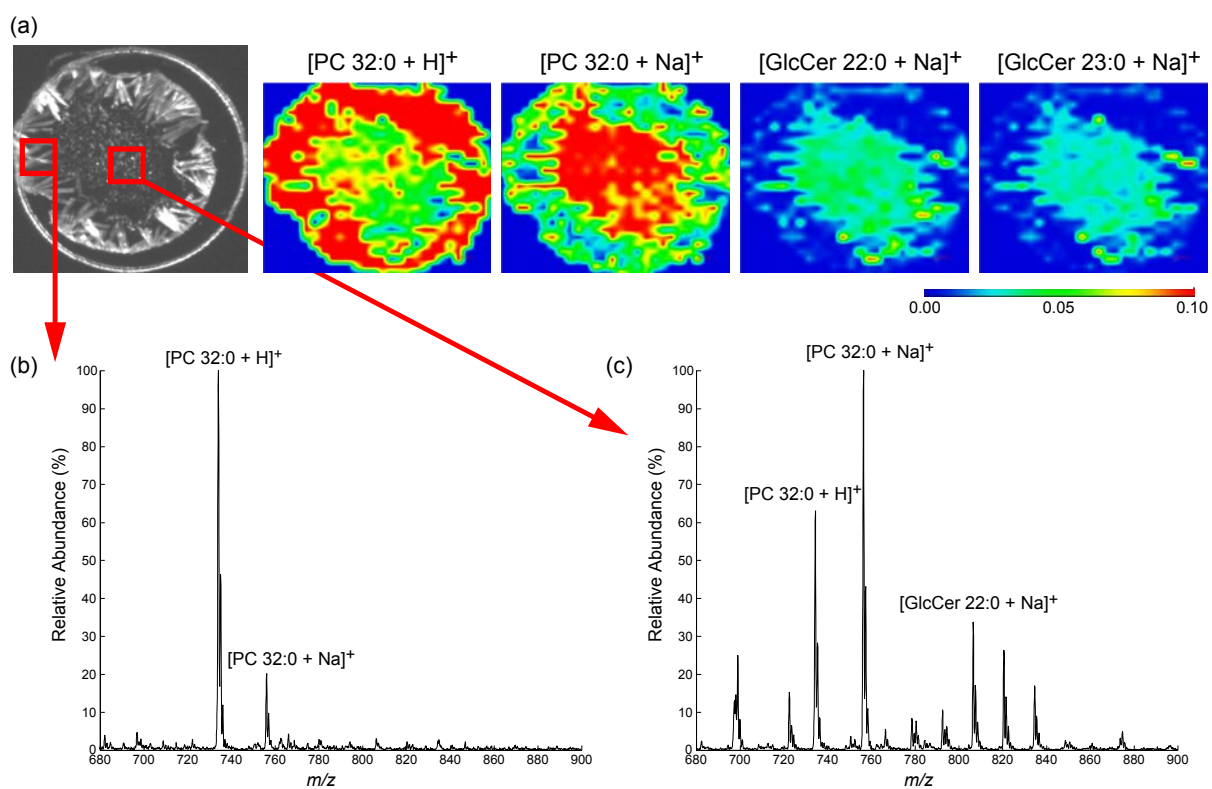 (a)
[PC 32:0 + H]⁺ [PC 32:0 + Na]⁺ [GlcCer 22:0 + Na]⁺ [GlcCer 23:0 + Na]⁺
0.00 0.05 0.10
(b)
[PC 32:0 + H]⁺
[PC 32:0 + Na]⁺
Relative Abundance (%)
100
90
80
70
60
50
40
30
20
10
0
680 700 720 740 760 780 800 820 840 860 880 900
m/z
(c)
[PC 32:0 + Na]⁺
[PC 32:0 + H]⁺
[GlcCer 22:0 + Na]⁺
Relative Abundance (%)
100
90
80
70
60
50
40
30
20
10
0
680 700 720 740 760 780 800 820 840 860 880 900
m/z